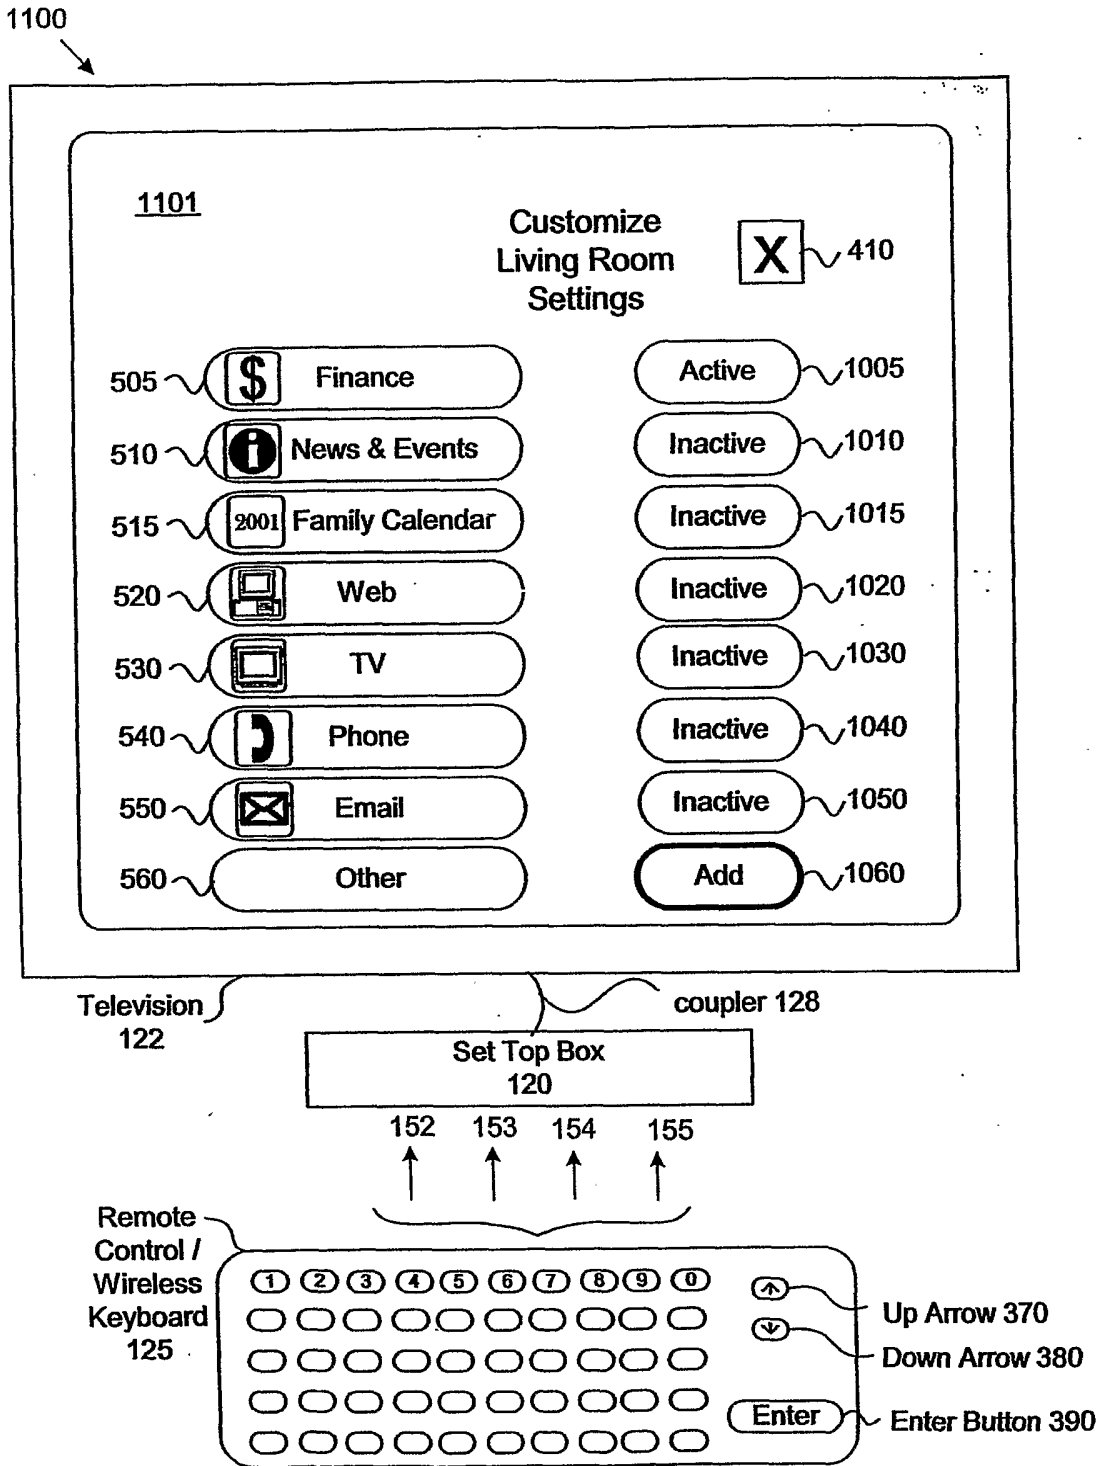 1100
1101
Customize
Living Room
Settings
X
410
505
$
Finance
Active
1005
510
i
News & Events
Inactive
1010
515
2001
Family Calendar
Inactive
1015
520
Web
Inactive
1020
530
TV
Inactive
1030
540
Phone
Inactive
1040
550
Email
Inactive
1050
560
Other
Add
1060
Television
122
coupler 128
Set Top Box
120
152 153 154 155
Remote
Control /
Wireless
Keyboard
125
1 2 3 4 5 6 7 8 9 0
Up Arrow 370
Down Arrow 380
Enter
Enter Button 390